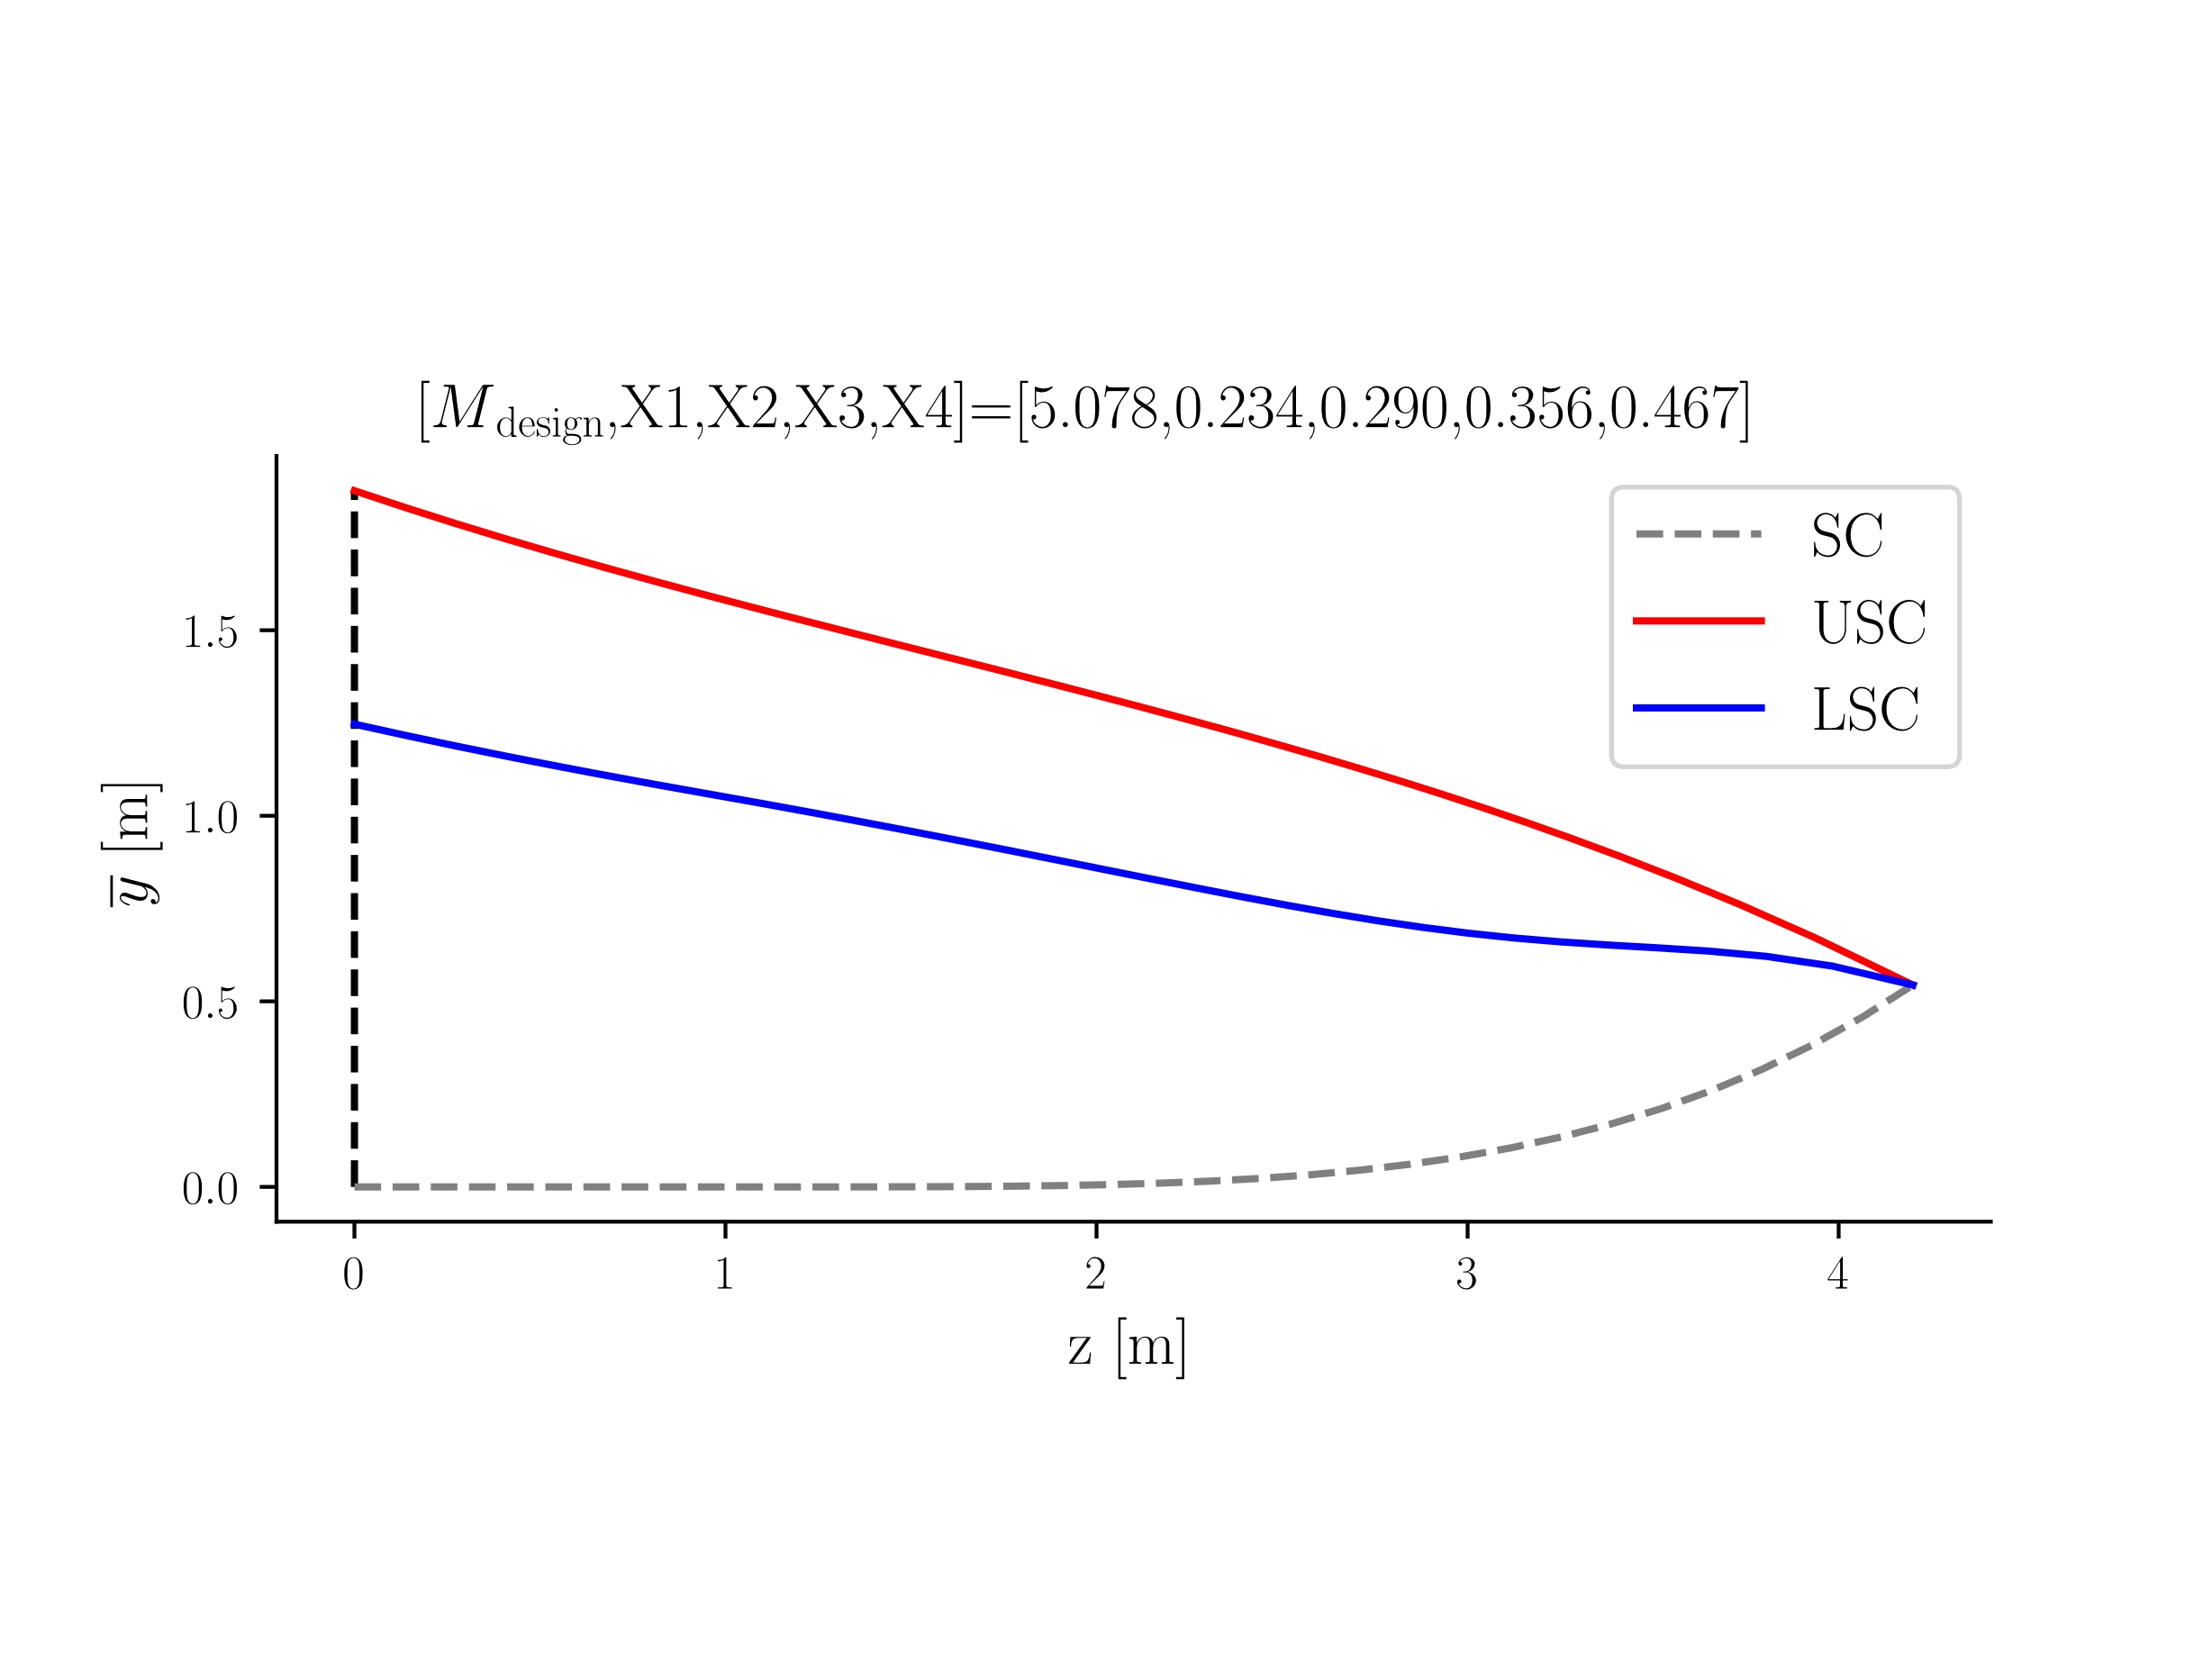 [M_design,X1,X2,X3,X4]=[5.078,0.234,0.290,0.356,0.467]
SC
USC
LSC
1.5
1.0
0.5
0.0
y̅ [m]
0 1 2 3 4
z [m]